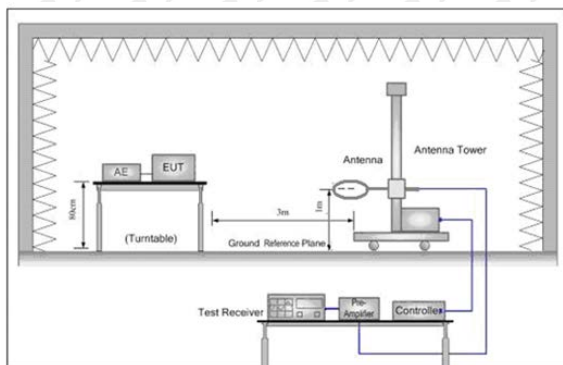 Antenna
Antenna Tower
AE
EUT
80cm
(Turntable)
3m
1m
Ground Reference Plane
Test Receiver
Pre-
Amplifier
Controller